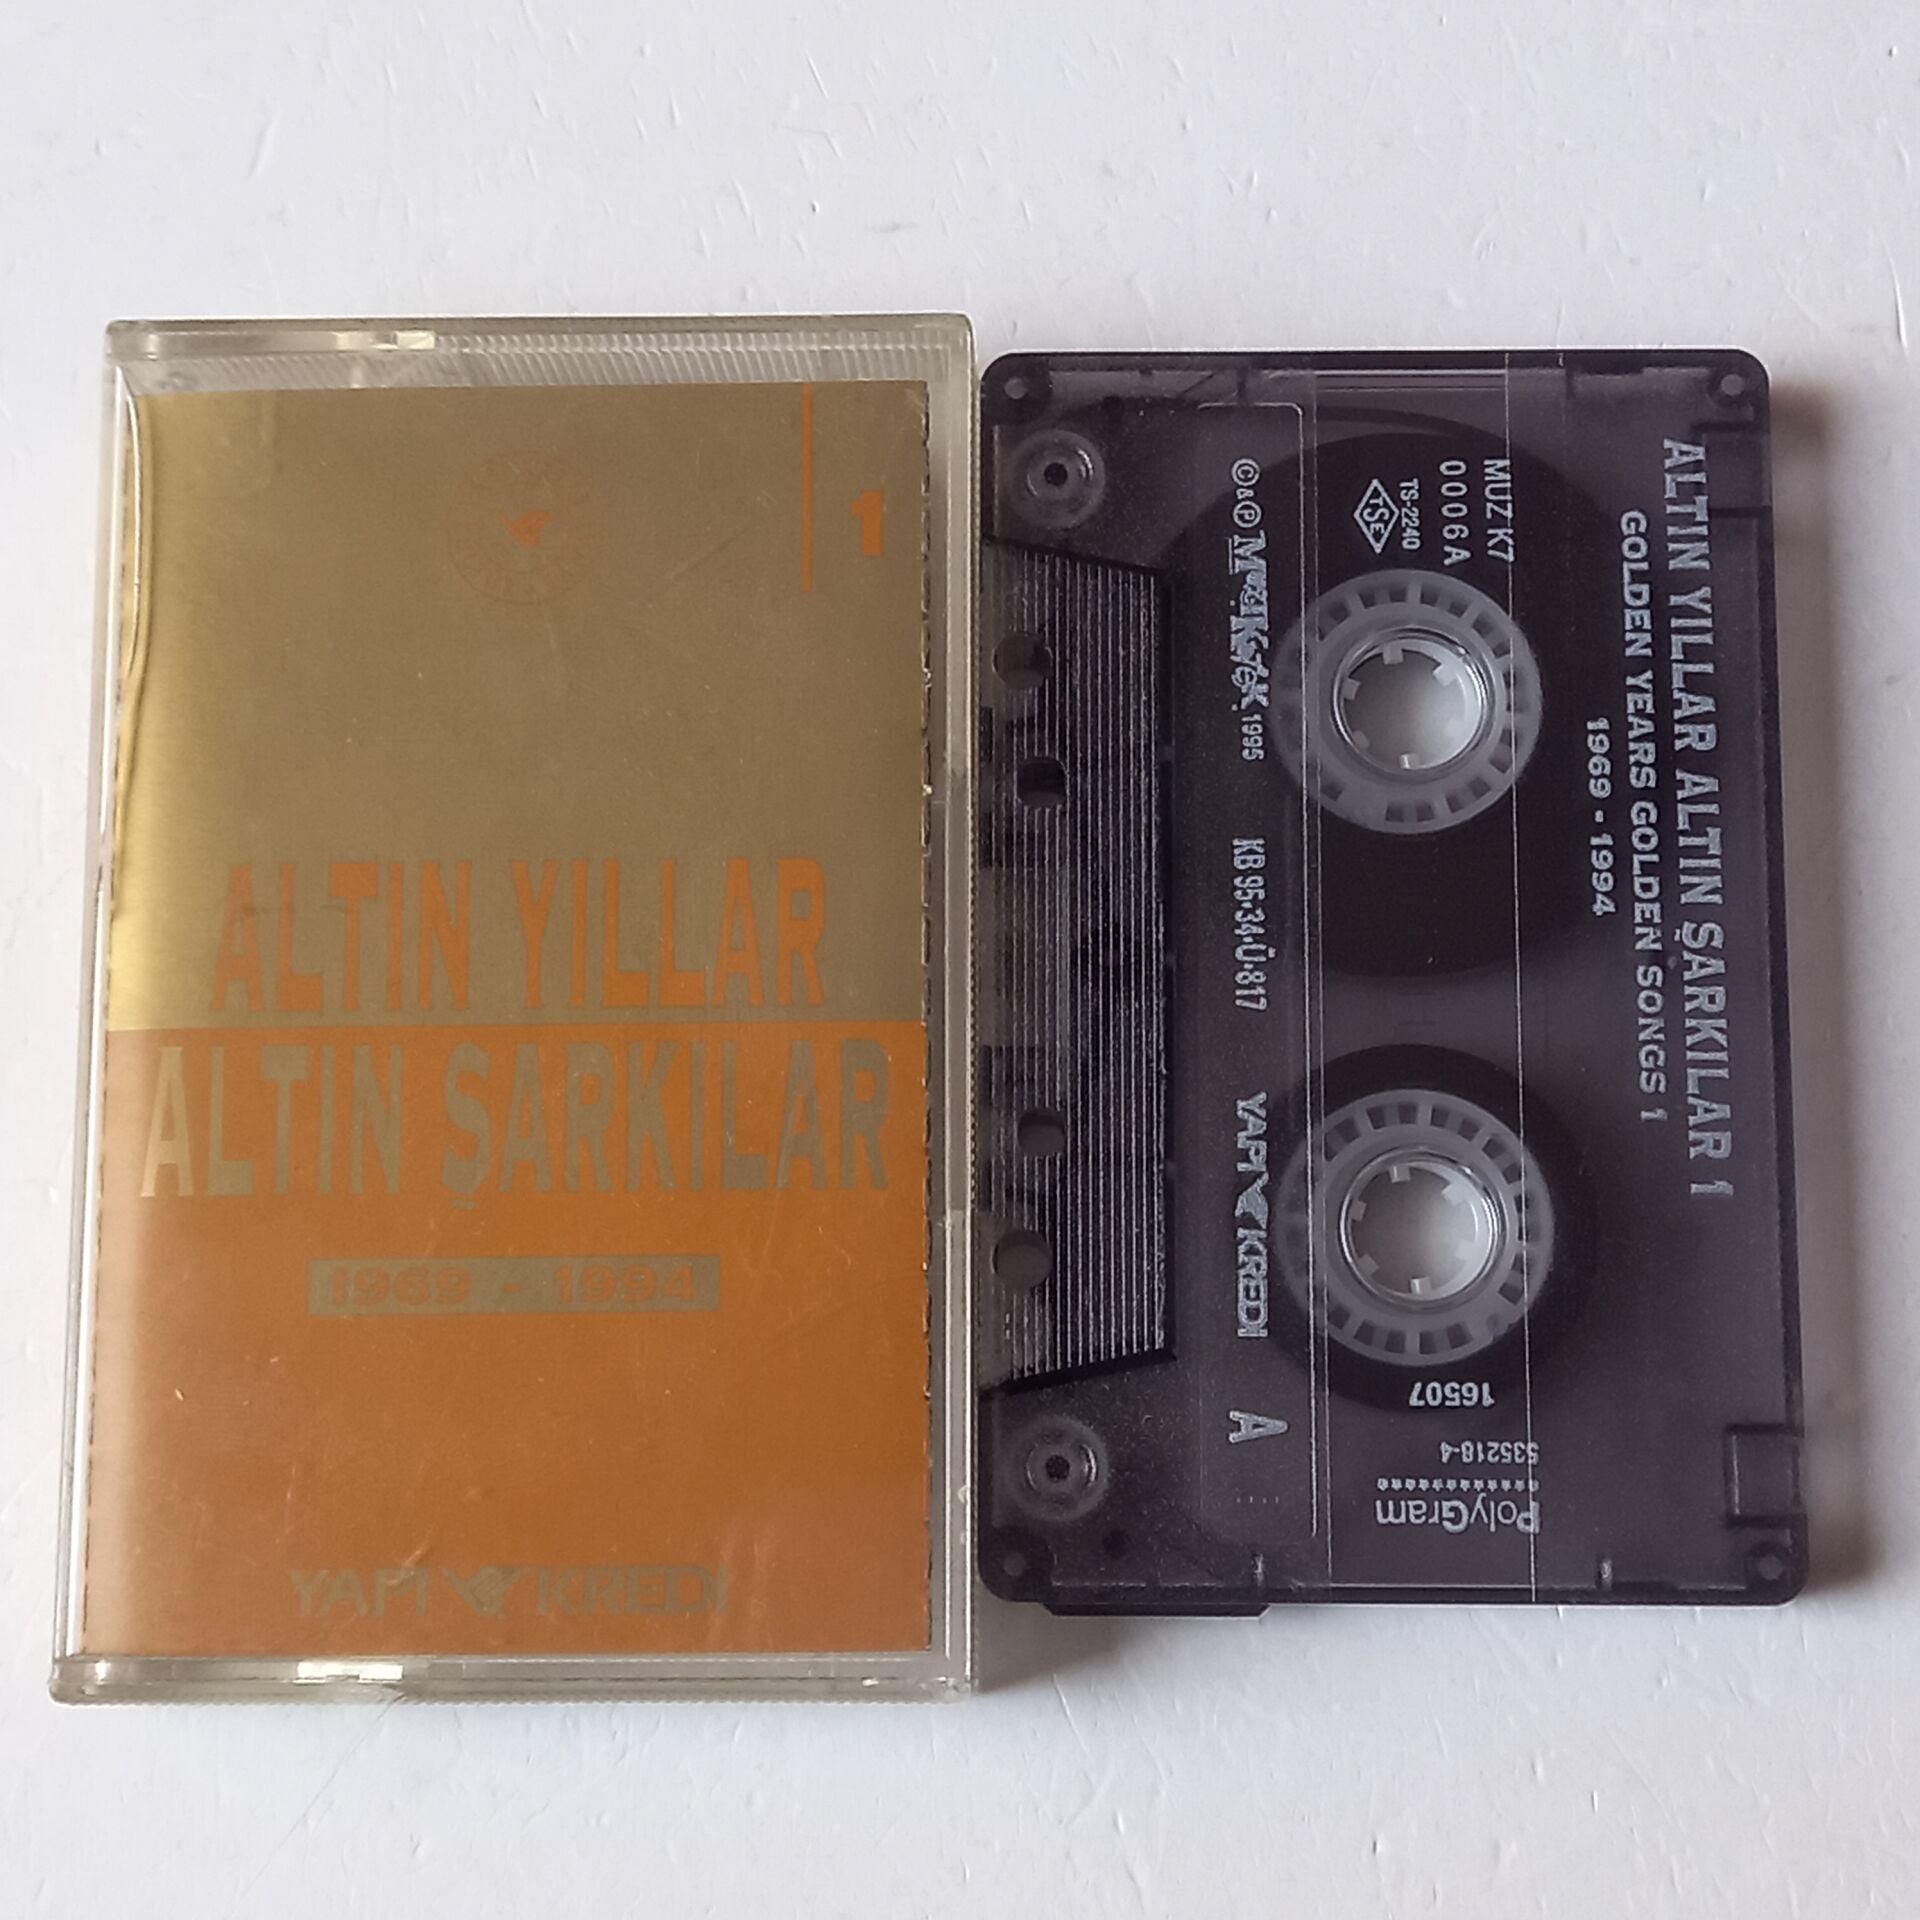 1
ALTIN YILLAR
ALTIN ŞARKILAR
1969 - 1994
YAPI KREDI
ALTIN YILLAR ALTIN ŞARKILAR 1
GOLDEN YEARS GOLDEN SONGS 1
1969 - 1994
MUZ K7
0006A
TS-2240
TSE
©&℗ MüzikoteK 1995 KB 95.34.Ü.817 YAPI KREDI A
16507
535218-4
PolyGram